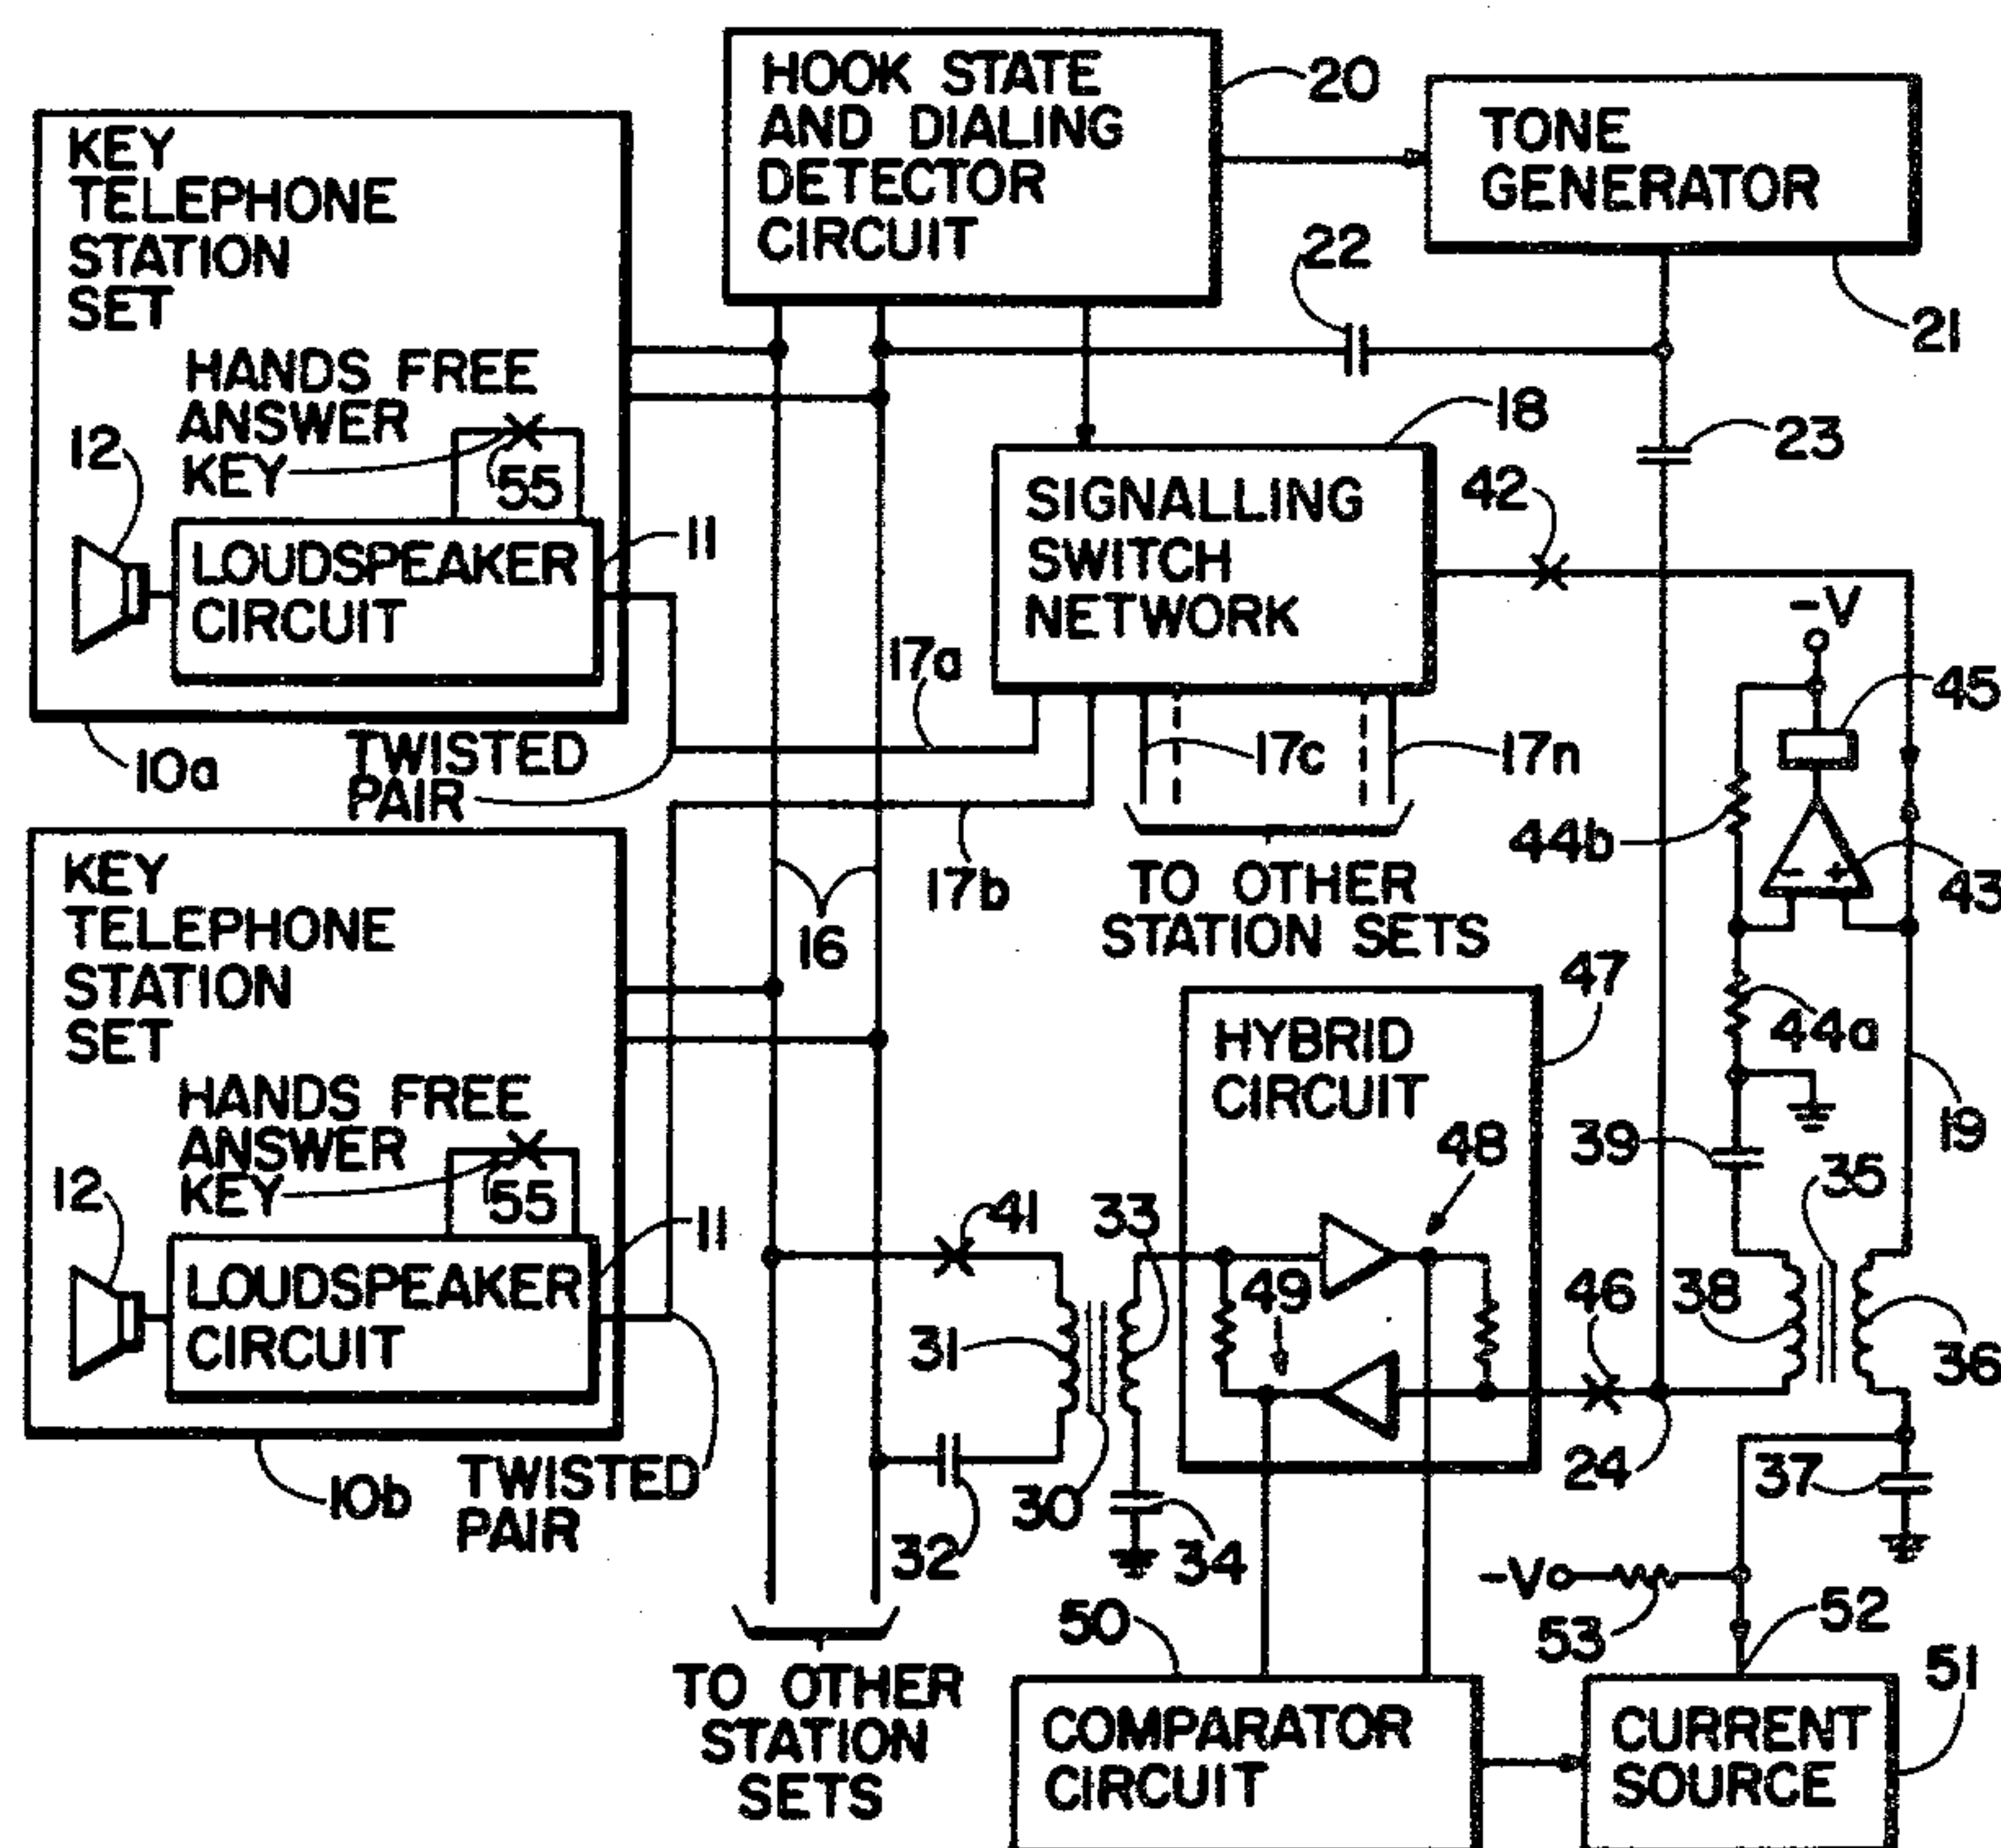 HOOK STATE
AND DIALING
DETECTOR
CIRCUIT
20
TONE
GENERATOR
21
22
23
KEY
TELEPHONE
STATION
SET
HANDS FREE
ANSWER
KEY
55
12
LOUDSPEAKER
CIRCUIT
11
10a
TWISTED
PAIR
17a
SIGNALLING
SWITCH
NETWORK
18
42
17c
17n
TO OTHER
STATION SETS
17b
16
-V
45
44b
- +
43
44a
39
19
35
38
36
37
KEY
TELEPHONE
STATION
SET
HANDS FREE
ANSWER
KEY
55
12
LOUDSPEAKER
CIRCUIT
11
10b
TWISTED
PAIR
HYBRID
CIRCUIT
47
48
49
46
24
41
33
31
30
32
34
TO OTHER
STATION
SETS
-V
53
52
50
COMPARATOR
CIRCUIT
CURRENT
SOURCE
51